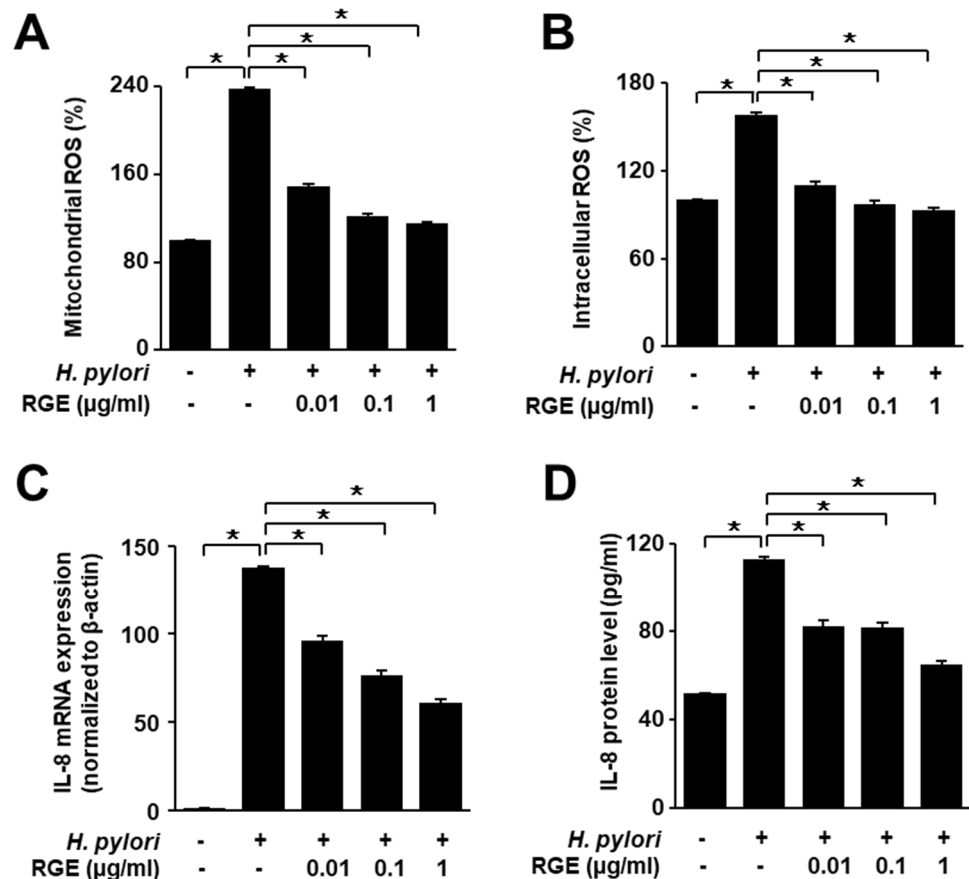 A
*
*
*
*
240
160
80
0
Mitochondrial ROS (%)
H. pylori - + + + +
RGE (μg/ml) - - 0.01 0.1 1
B
*
*
*
*
180
120
60
0
Intracellular ROS (%)
H. pylori - + + + +
RGE (μg/ml) - - 0.01 0.1 1
C
*
*
*
*
150
100
50
0
IL-8 mRNA expression
(normalized to β-actin)
H. pylori - + + + +
RGE (μg/ml) - - 0.01 0.1 1
D
*
*
*
*
120
80
40
0
IL-8 protein level (pg/ml)
H. pylori - + + + +
RGE (μg/ml) - - 0.01 0.1 1